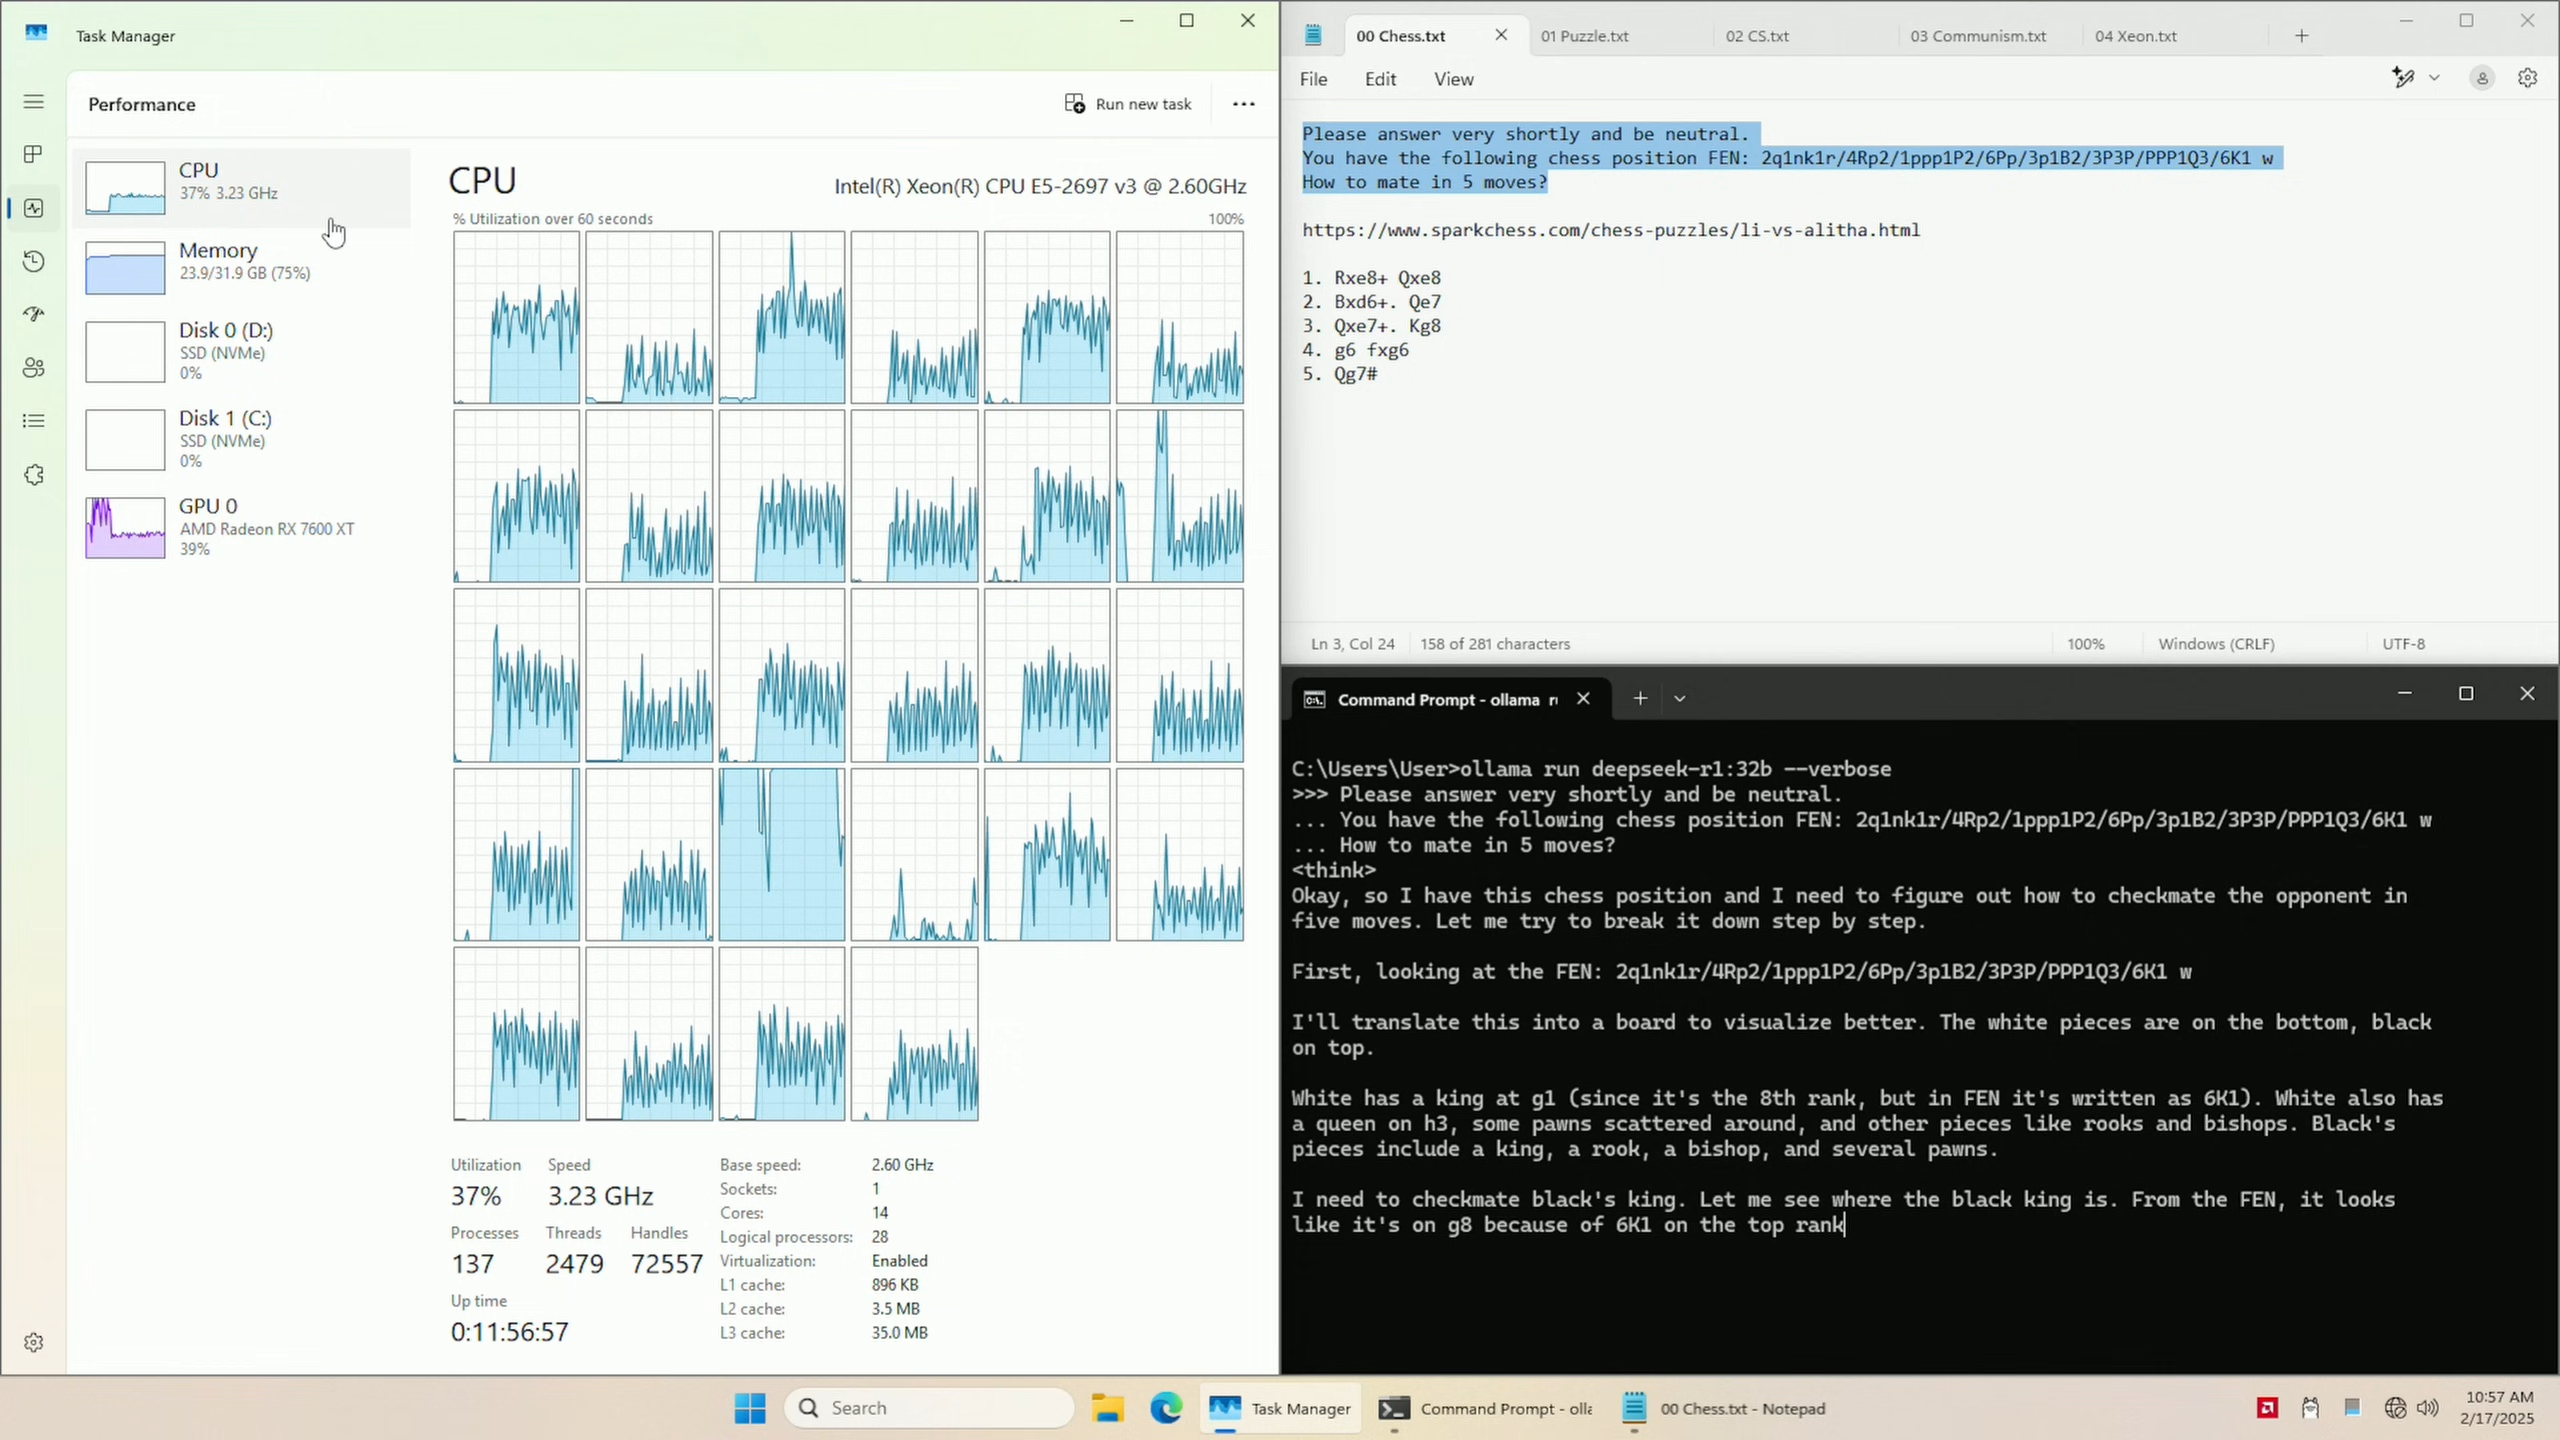 Task Manager
Performance
Run new task
CPU
37% 3.23 GHz
Memory
23.9/31.9 GB (75%)
Disk 0 (D:)
SSD (NVMe)
0%
Disk 1 (C:)
SSD (NVMe)
0%
GPU 0
AMD Radeon RX 7600 XT
39%
CPU
Intel(R) Xeon(R) CPU E5-2697 v3 @ 2.60GHz
% Utilization over 60 seconds
100%
Utilization
37%
Speed
3.23 GHz
Processes
137
Threads
2479
Handles
72557
Up time
0:11:56:57
Base speed: 2.60 GHz
Sockets: 1
Cores: 14
Logical processors: 28
Virtualization: Enabled
L1 cache: 896 KB
L2 cache: 3.5 MB
L3 cache: 35.0 MB
00 Chess.txt
01 Puzzle.txt
02 CS.txt
03 Communism.txt
04 Xeon.txt
File
Edit
View
Please answer very shortly and be neutral.
You have the following chess position FEN: 2q1nk1r/4Rp2/1ppp1P2/6Pp/3p1B2/3P3P/PPP1Q3/6K1 w
How to mate in 5 moves?
https://www.sparkchess.com/chess-puzzles/li-vs-alitha.html
1. Rxe8+ Qxe8
2. Bxd6+. Qe7
3. Qxe7+. Kg8
4. g6 fxg6
5. Qg7#
Ln 3, Col 24
158 of 281 characters
100%
Windows (CRLF)
UTF-8
Command Prompt - ollama r
C:\Users\User>ollama run deepseek-r1:32b --verbose
>>> Please answer very shortly and be neutral.
... You have the following chess position FEN: 2q1nk1r/4Rp2/1ppp1P2/6Pp/3p1B2/3P3P/PPP1Q3/6K1 w
... How to mate in 5 moves?
<think>
Okay, so I have this chess position and I need to figure out how to checkmate the opponent in
five moves. Let me try to break it down step by step.
First, looking at the FEN: 2q1nk1r/4Rp2/1ppp1P2/6Pp/3p1B2/3P3P/PPP1Q3/6K1 w
I'll translate this into a board to visualize better. The white pieces are on the bottom, black
on top.
White has a king at g1 (since it's the 8th rank, but in FEN it's written as 6K1). White also has
a queen on h3, some pawns scattered around, and other pieces like rooks and bishops. Black's
pieces include a king, a rook, a bishop, and several pawns.
I need to checkmate black's king. Let me see where the black king is. From the FEN, it looks
like it's on g8 because of 6K1 on the top rank
Search
Task Manager
Command Prompt - olla
00 Chess.txt - Notepad
10:57 AM
2/17/2025